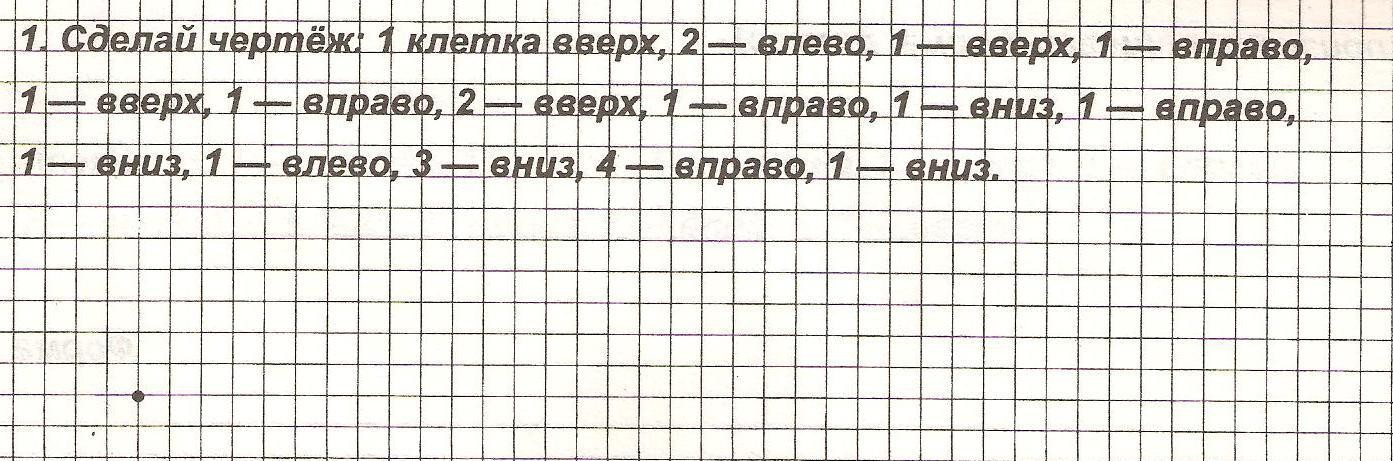 1. Сделай чертёж: 1 клетка вверх, 2 — влево, 1 — вверх, 1 — вправо,
1 — вверх, 1 — вправо, 2 — вверх, 1 — вправо, 1 — вниз, 1 — вправо,
1 — вниз, 1 — влево, 3 — вниз, 4 — вправо, 1 — вниз.